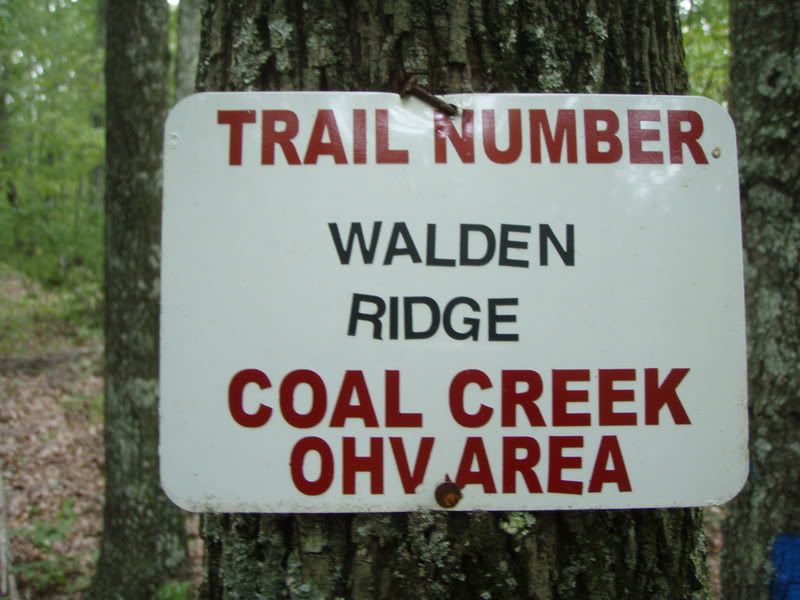 TRAIL NUMBER
WALDEN
RIDGE
COAL CREEK
OHV AREA